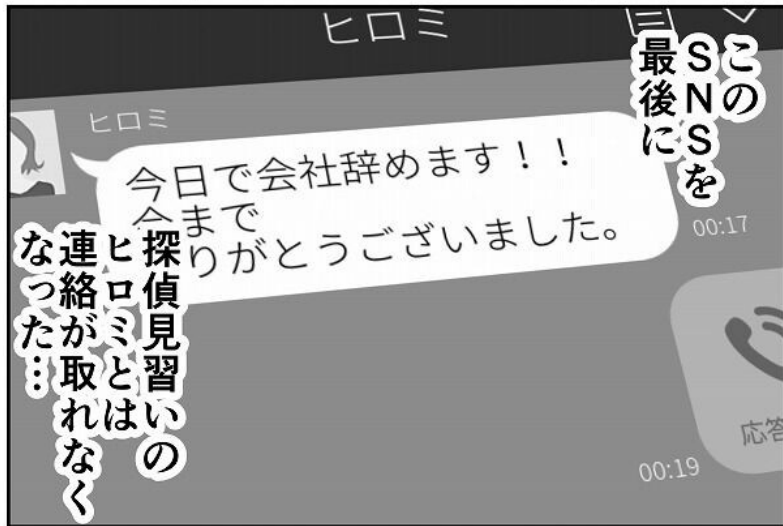 ヒロミ
この
SNSを
最後に
ヒロミ
今日で会社辞めます！！
今まで
りがとうございました。
00:17
応答
00:19
探偵見習いの
ヒロミとは
連絡が取れなく
なった…